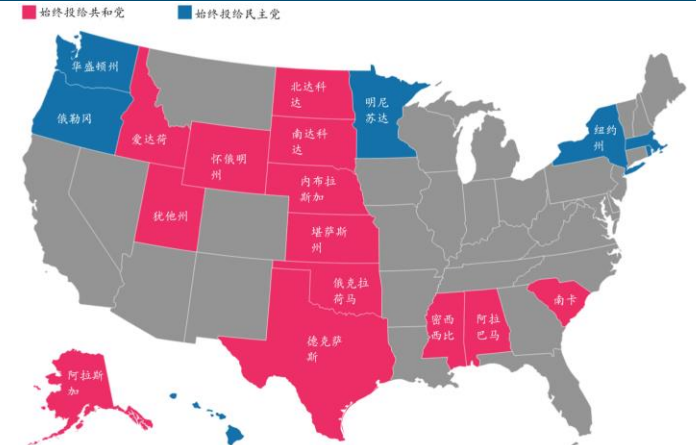 始终投给共和党
始终投给民主党
华盛顿州
俄勒冈
爱达荷
怀俄明
州
犹他州
北达科
达
南达科
达
内布拉
斯加
堪萨斯
州
俄克拉
荷马
德克萨
斯
明尼
苏达
纽约
州
密西
西比
阿拉
巴马
南卡
阿拉斯
加